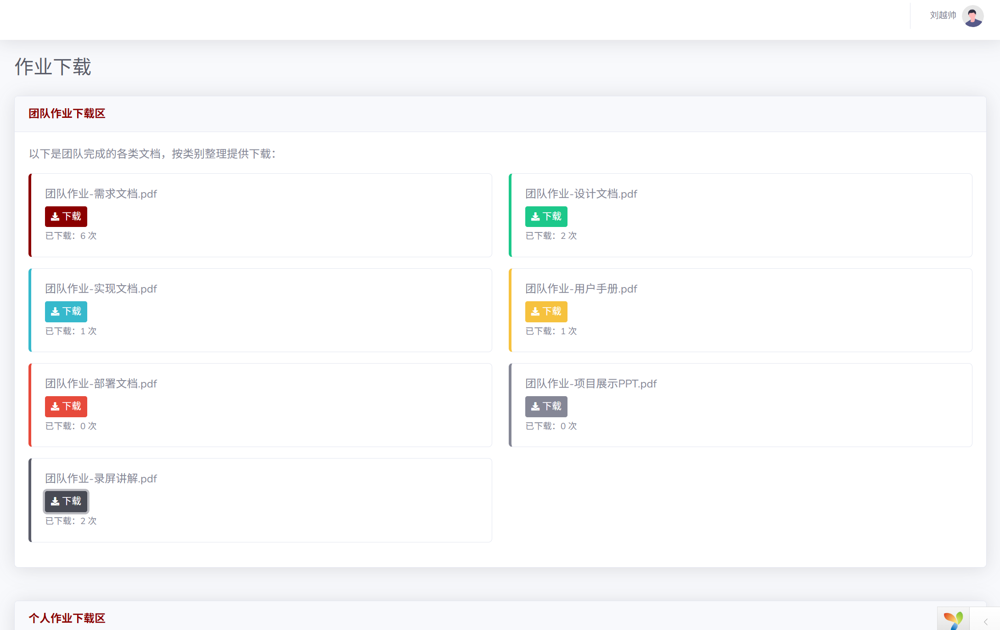 刘越帅
作业下载
团队作业下载区
以下是团队完成的各类文档，按类别整理提供下载：
团队作业-需求文档.pdf
下载
已下载：6 次
团队作业-设计文档.pdf
下载
已下载：2 次
团队作业-实现文档.pdf
下载
已下载：1 次
团队作业-用户手册.pdf
下载
已下载：1 次
团队作业-部署文档.pdf
下载
已下载：0 次
团队作业-项目展示PPT.pdf
下载
已下载：0 次
团队作业-录屏讲解.pdf
下载
已下载：2 次
个人作业下载区